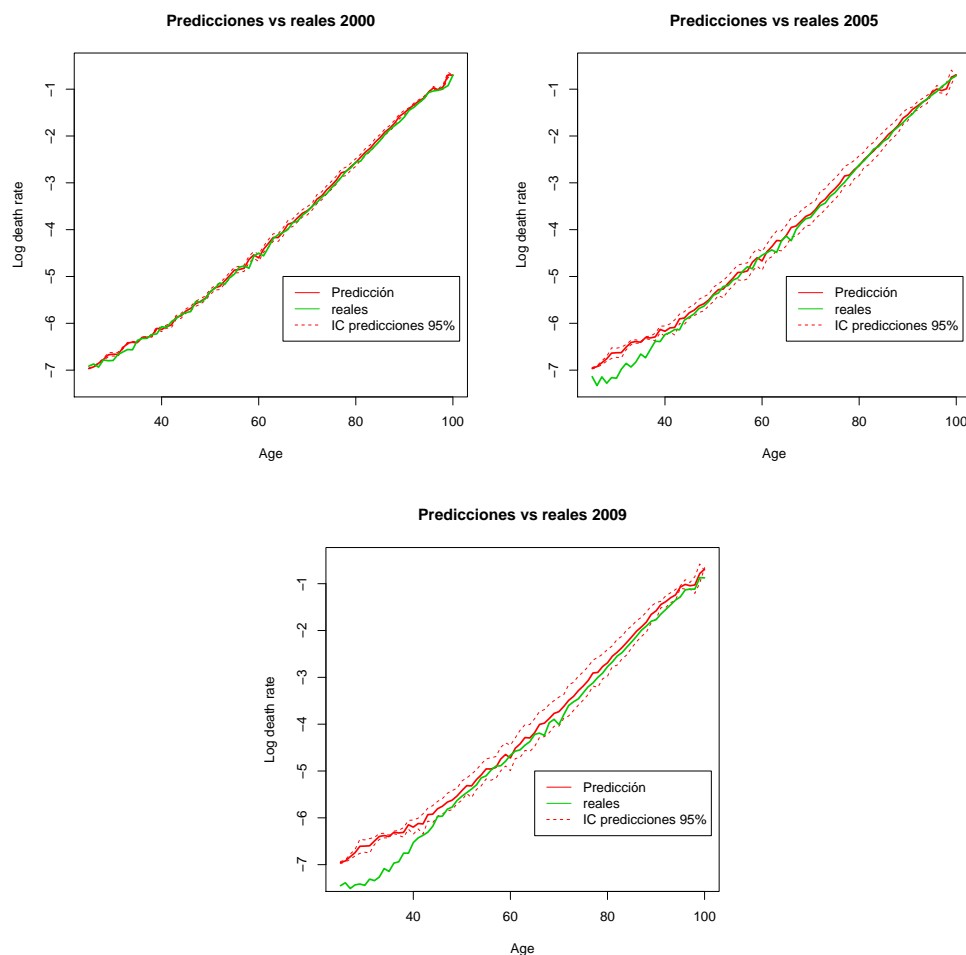 Predicciones vs reales 2000
Log death rate
-1
-2
-3
-4
-5
-6
-7
Predicción
reales
IC predicciones 95%
40 60 80 100
Age
Predicciones vs reales 2005
Log death rate
-1
-2
-3
-4
-5
-6
-7
Predicción
reales
IC predicciones 95%
40 60 80 100
Age
Predicciones vs reales 2009
Log death rate
-1
-2
-3
-4
-5
-6
-7
Predicción
reales
IC predicciones 95%
40 60 80 100
Age